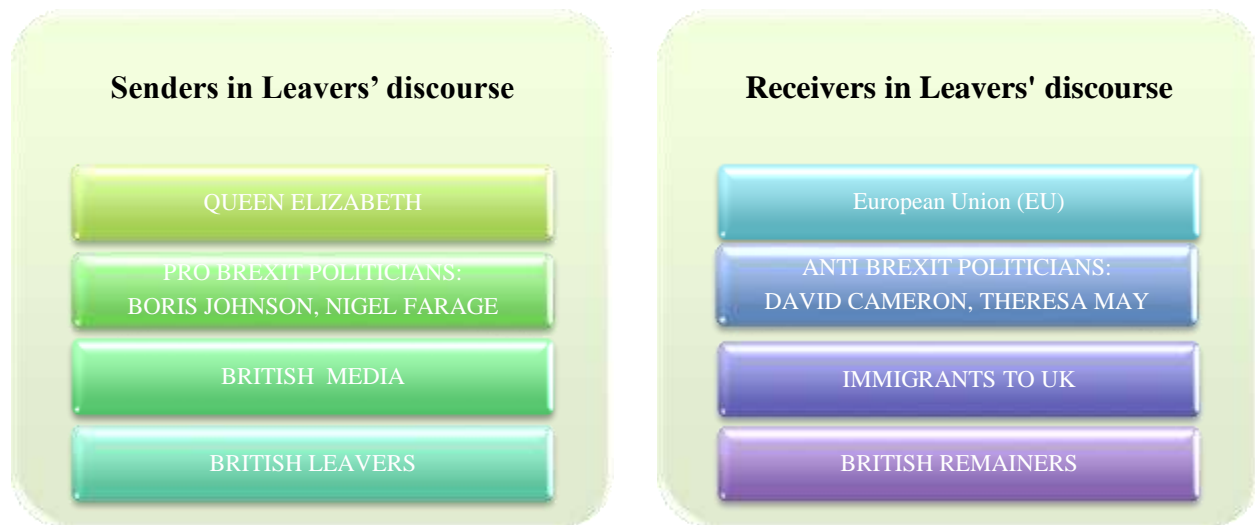 Senders in Leavers’ discourse
QUEEN ELIZABETH
PRO BREXIT POLITICIANS:
BORIS JOHNSON, NIGEL FARAGE
BRITISH MEDIA
BRITISH LEAVERS
Receivers in Leavers' discourse
European Union (EU)
ANTI BREXIT POLITICIANS:
DAVID CAMERON, THERESA MAY
IMMIGRANTS TO UK
BRITISH REMAINERS